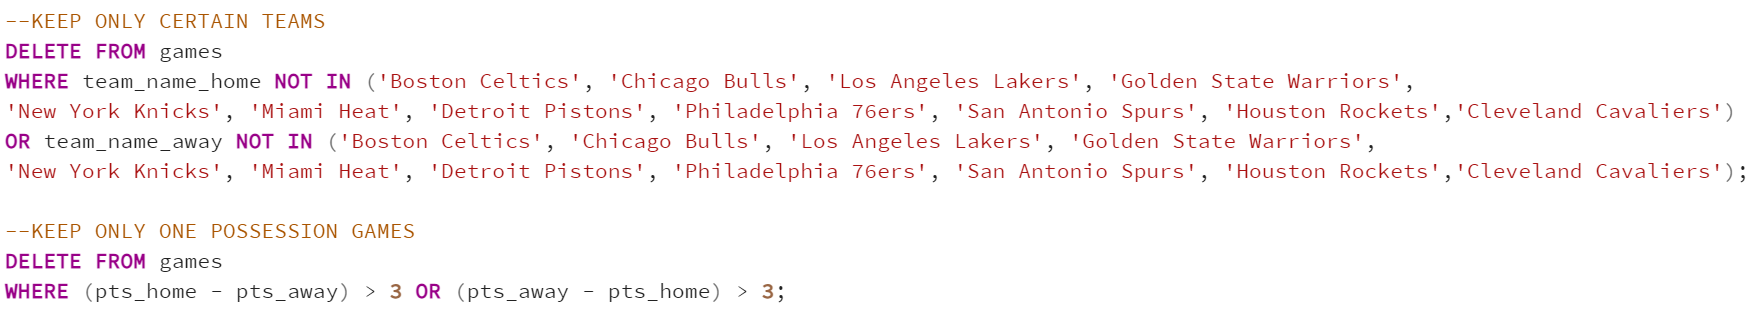 --KEEP ONLY CERTAIN TEAMS
DELETE FROM games
WHERE team_name_home NOT IN ('Boston Celtics', 'Chicago Bulls', 'Los Angeles Lakers', 'Golden State Warriors',
'New York Knicks', 'Miami Heat', 'Detroit Pistons', 'Philadelphia 76ers', 'San Antonio Spurs', 'Houston Rockets','Cleveland Cavaliers')
OR team_name_away NOT IN ('Boston Celtics', 'Chicago Bulls', 'Los Angeles Lakers', 'Golden State Warriors',
'New York Knicks', 'Miami Heat', 'Detroit Pistons', 'Philadelphia 76ers', 'San Antonio Spurs', 'Houston Rockets','Cleveland Cavaliers');
--KEEP ONLY ONE POSSESSION GAMES
DELETE FROM games
WHERE (pts_home - pts_away) > 3 OR (pts_away - pts_home) > 3;